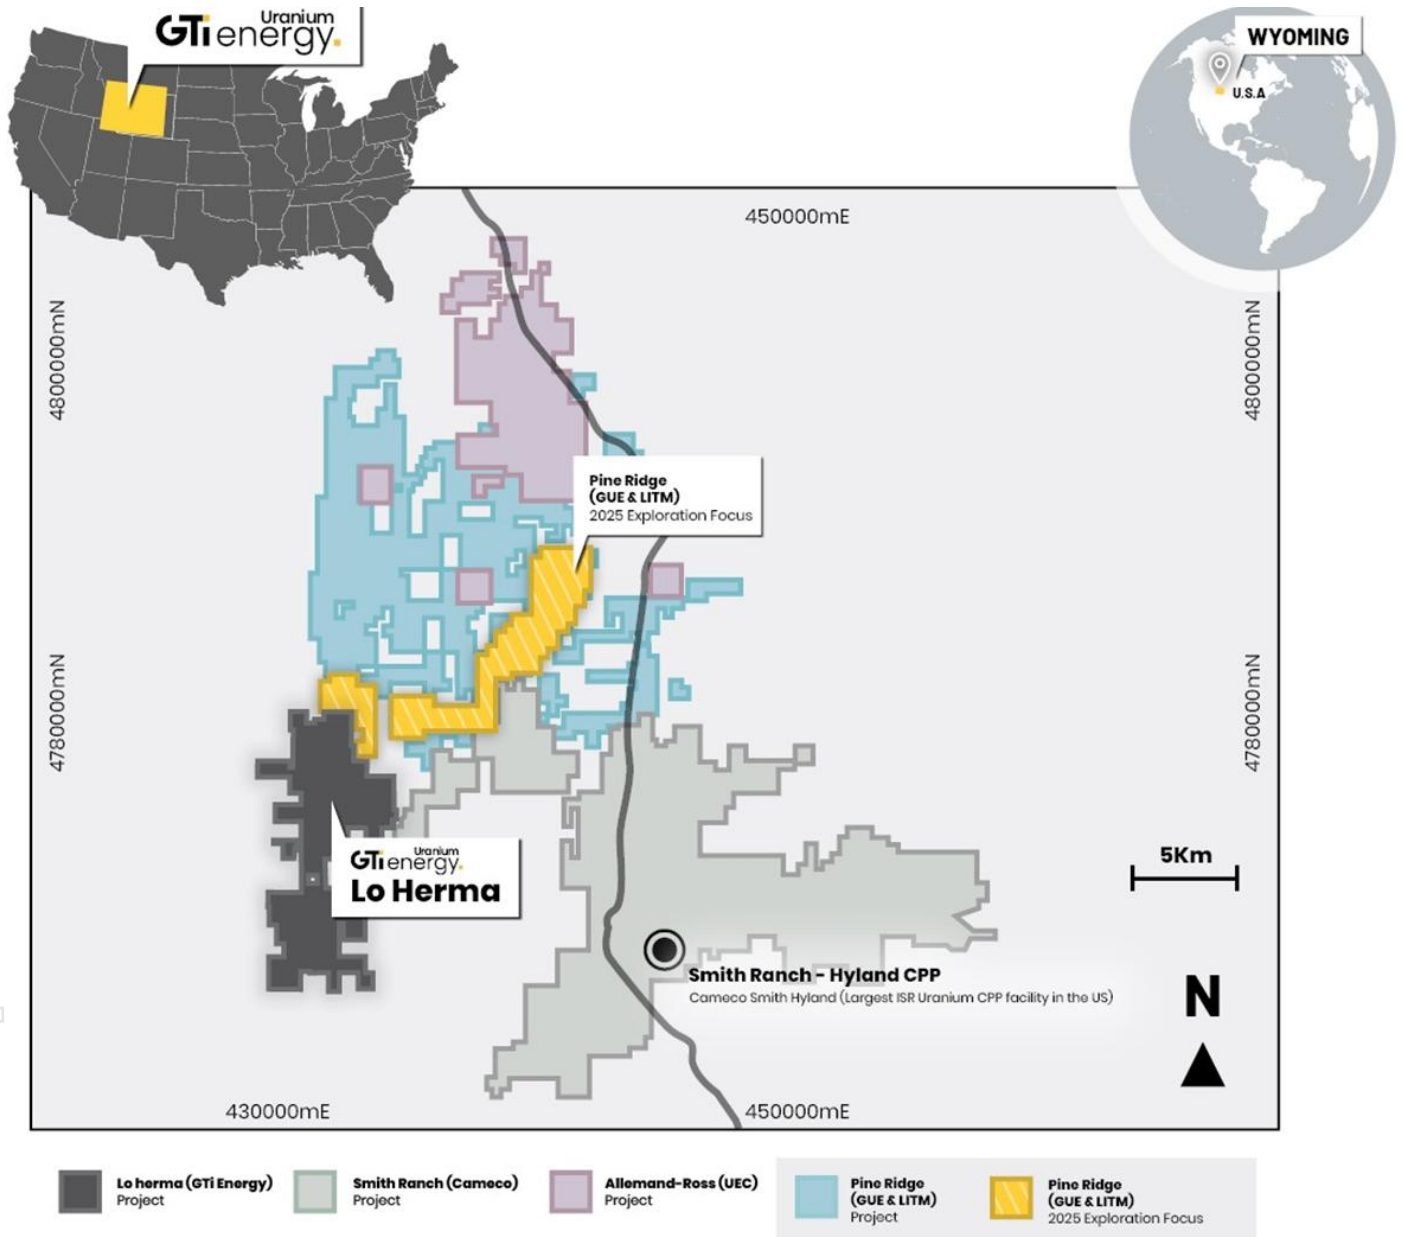 Uranium
GTi energy.
WYOMING
U.S.A
450000mE
4800000mN
4800000mN
Pine Ridge
(GUE & LITM)
2025 Exploration Focus
4780000mN
4780000mN
Uranium
GTi energy.
Lo Herma
5Km
Smith Ranch - Hyland CPP
Cameco Smith Hyland (Largest ISR Uranium CPP facility in the US)
N
430000mE
450000mE
Lo herma (GTi Energy)
Project
Smith Ranch (Cameco)
Project
Allemand-Ross (UEC)
Project
Pine Ridge
(GUE & LITM)
Project
Pine Ridge
(GUE & LITM)
2025 Exploration Focus